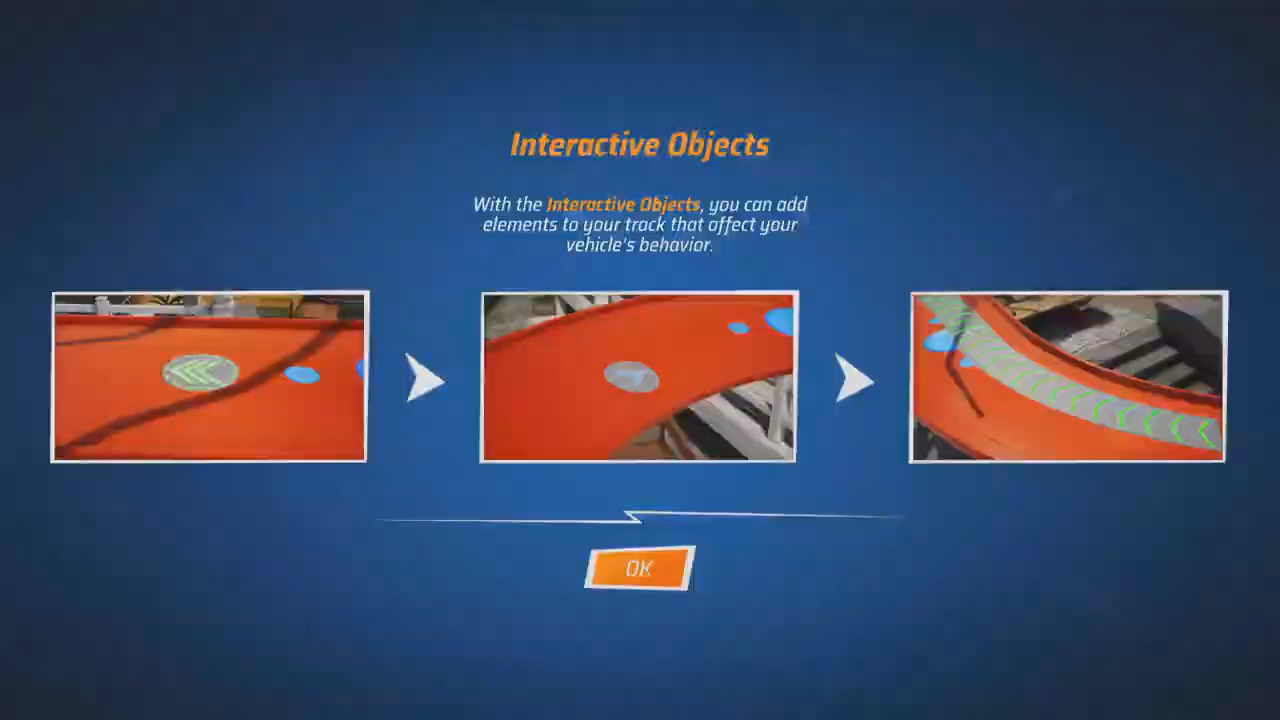 Interactive Objects
With the Interactive Objects, you can add
elements to your track that affect your
vehicle's behavior.
OK